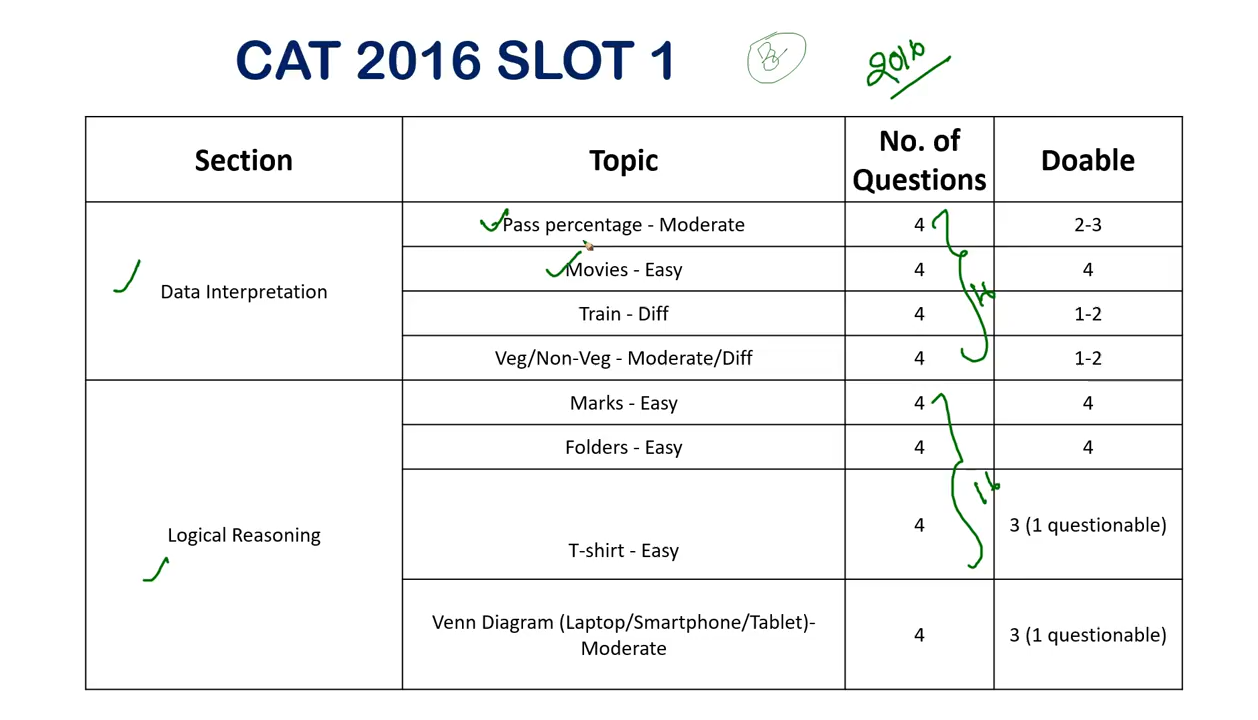 CAT 2016 SLOT 1
2016
Section Topic No. of Questions Doable
Data Interpretation
Pass percentage - Moderate 4 2-3
Movies - Easy 4 4
Train - Diff 4 1-2
Veg/Non-Veg - Moderate/Diff 4 1-2
Logical Reasoning
Marks - Easy 4 4
Folders - Easy 4 4
16
T-shirt - Easy 4 3 (1 questionable)
Venn Diagram (Laptop/Smartphone/Tablet)-
Moderate 4 3 (1 questionable)